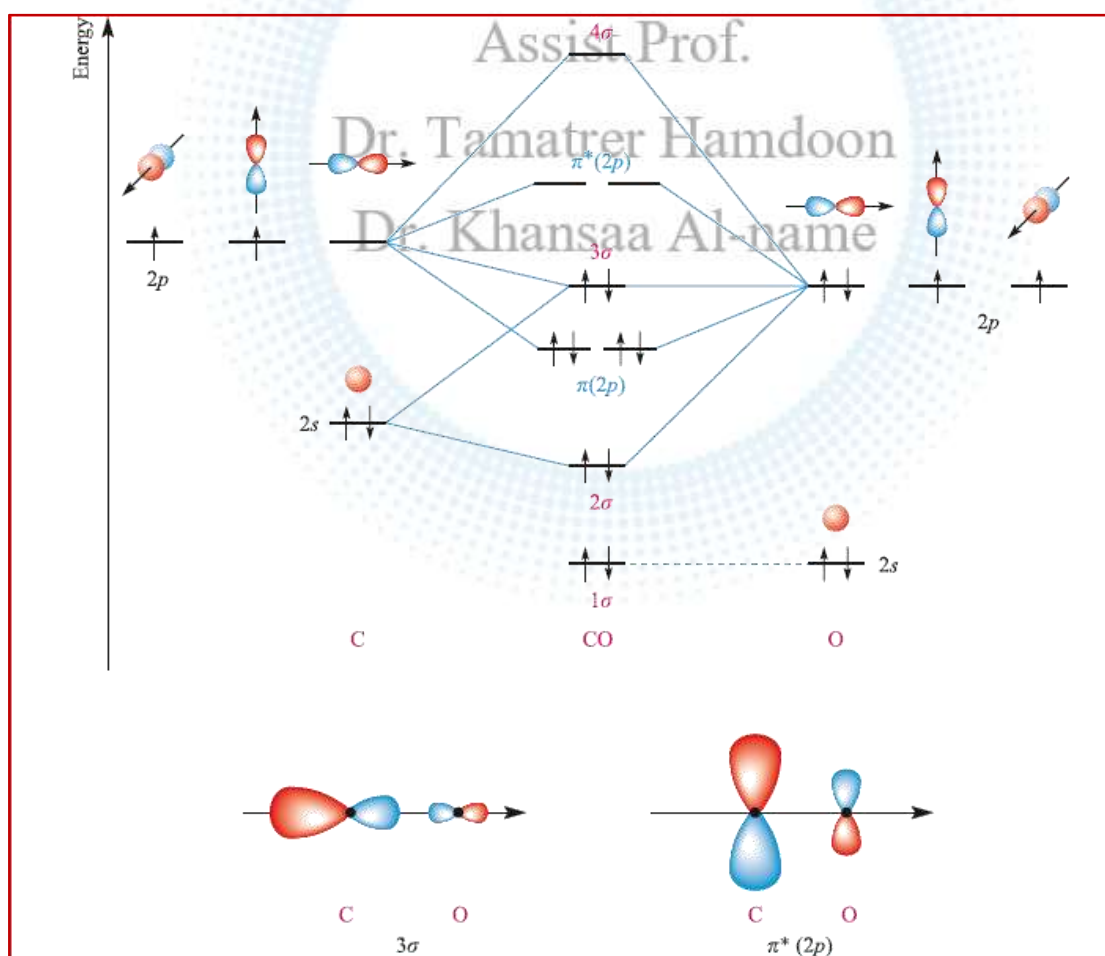 Energy
4σ
Assist.Prof.
Dr. Tamatrer Hamdoon
π*(2p)
Dr. Khansaa Al-name
3σ
2p
2p
π(2p)
2s
2σ
2s
1σ
C CO O
C O C O
3σ π* (2p)